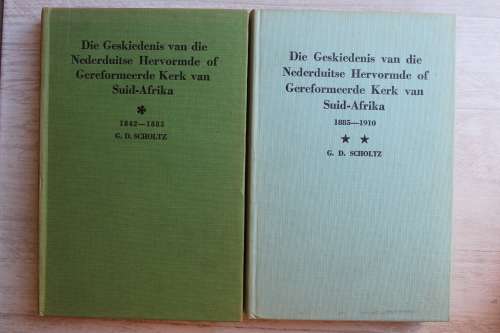 Die Geskiedenis van die
Nederduitse Hervormde of
Gereformeerde Kerk van
Suid-Afrika
1842—1885
G. D. SCHOLTZ
Die Geskiedenis van die
Nederduitse Hervormde of
Gereformeerde Kerk van
Suid-Afrika
1885—1910
G. D. SCHOLTZ